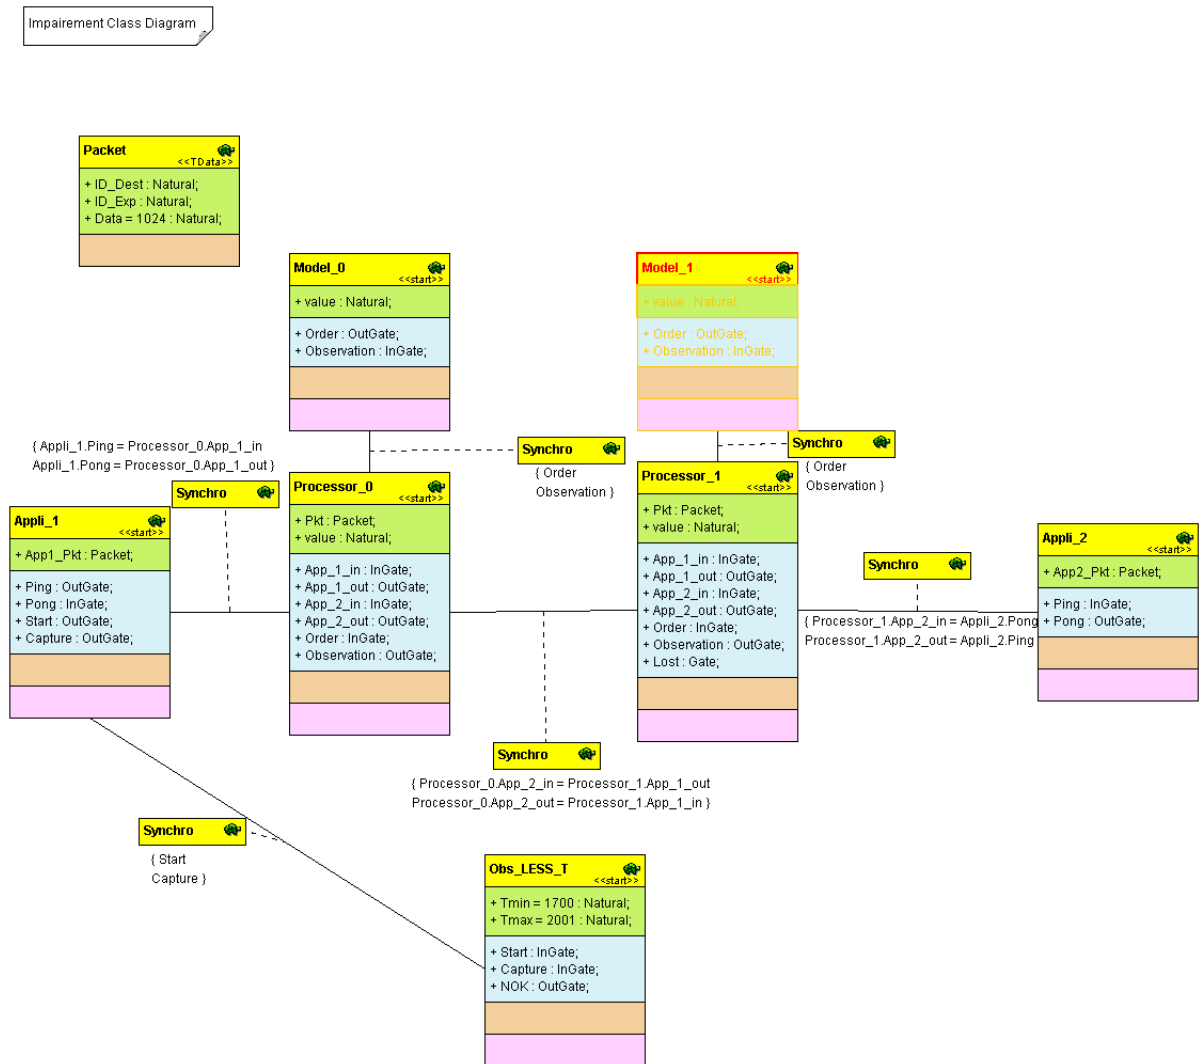 Impairement Class Diagram
Packet
<<TData>>
+ ID_Dest : Natural;
+ ID_Exp : Natural;
+ Data = 1024 : Natural;
Model_0
<<start>>
+ value : Natural;
+ Order : OutGate;
+ Observation : InGate;
Model_1
<<start>>
+ value : Natural;
+ Order : OutGate;
+ Observation : InGate;
{ Appli_1.Ping = Processor_0.App_1_in
Appli_1.Pong = Processor_0.App_1_out }
Synchro
Synchro
{ Order
Observation }
Synchro
{ Order
Observation }
Appli_1
<<start>>
+ App1_Pkt : Packet;
+ Ping : OutGate;
+ Pong : InGate;
+ Start : OutGate;
+ Capture : OutGate;
Processor_0
<<start>>
+ Pkt : Packet;
+ value : Natural;
+ App_1_in : InGate;
+ App_1_out : OutGate;
+ App_2_in : InGate;
+ App_2_out : OutGate;
+ Order : InGate;
+ Observation : OutGate;
Processor_1
<<start>>
+ Pkt : Packet;
+ value : Natural;
+ App_1_in : InGate;
+ App_1_out : OutGate;
+ App_2_in : InGate;
+ App_2_out : OutGate;
+ Order : InGate;
+ Observation : OutGate;
+ Lost : Gate;
Synchro
{ Processor_1.App_2_in = Appli_2.Pong
Processor_1.App_2_out = Appli_2.Ping
Appli_2
<<start>>
+ App2_Pkt : Packet;
+ Ping : InGate;
+ Pong : OutGate;
Synchro
{ Processor_0.App_2_in = Processor_1.App_1_out
Processor_0.App_2_out = Processor_1.App_1_in }
Synchro
{ Start
Capture }
Obs_LESS_T
<<start>>
+ Tmin = 1700 : Natural;
+ Tmax = 2001 : Natural;
+ Start : InGate;
+ Capture : InGate;
+ NOK : OutGate;